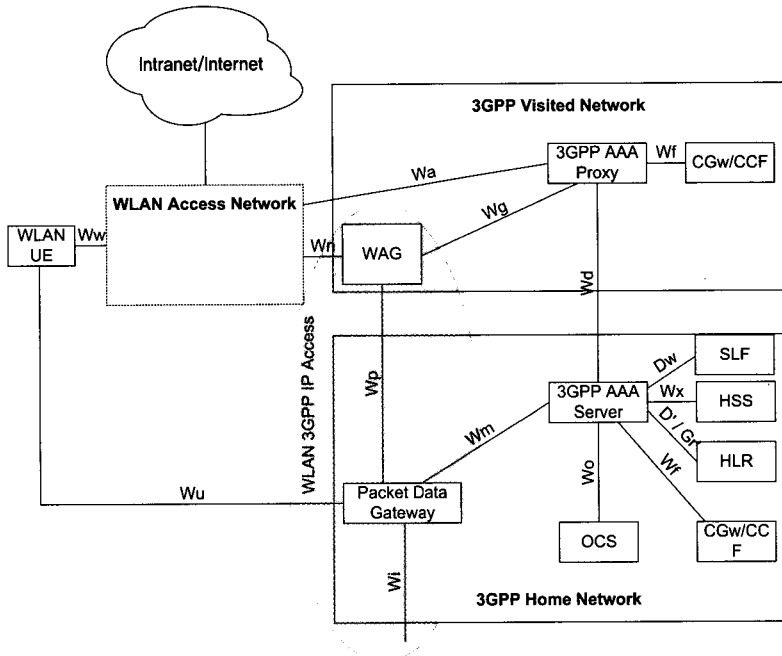 Intranet/Internet
3GPP Visited Network
3GPP AAA
Proxy
Wf
CGw/CCF
Wa
WLAN Access Network
Wg
WLAN
UE
Ww
Wn
WAG
Wd
WLAN 3GPP IP Access
Wp
SLF
Dw
3GPP AAA
Server
Wx
HSS
D' / Gr'
HLR
Wm
Wo
Wf
Wu
Packet Data
Gateway
OCS
CGw/CC
F
Wi
3GPP Home Network